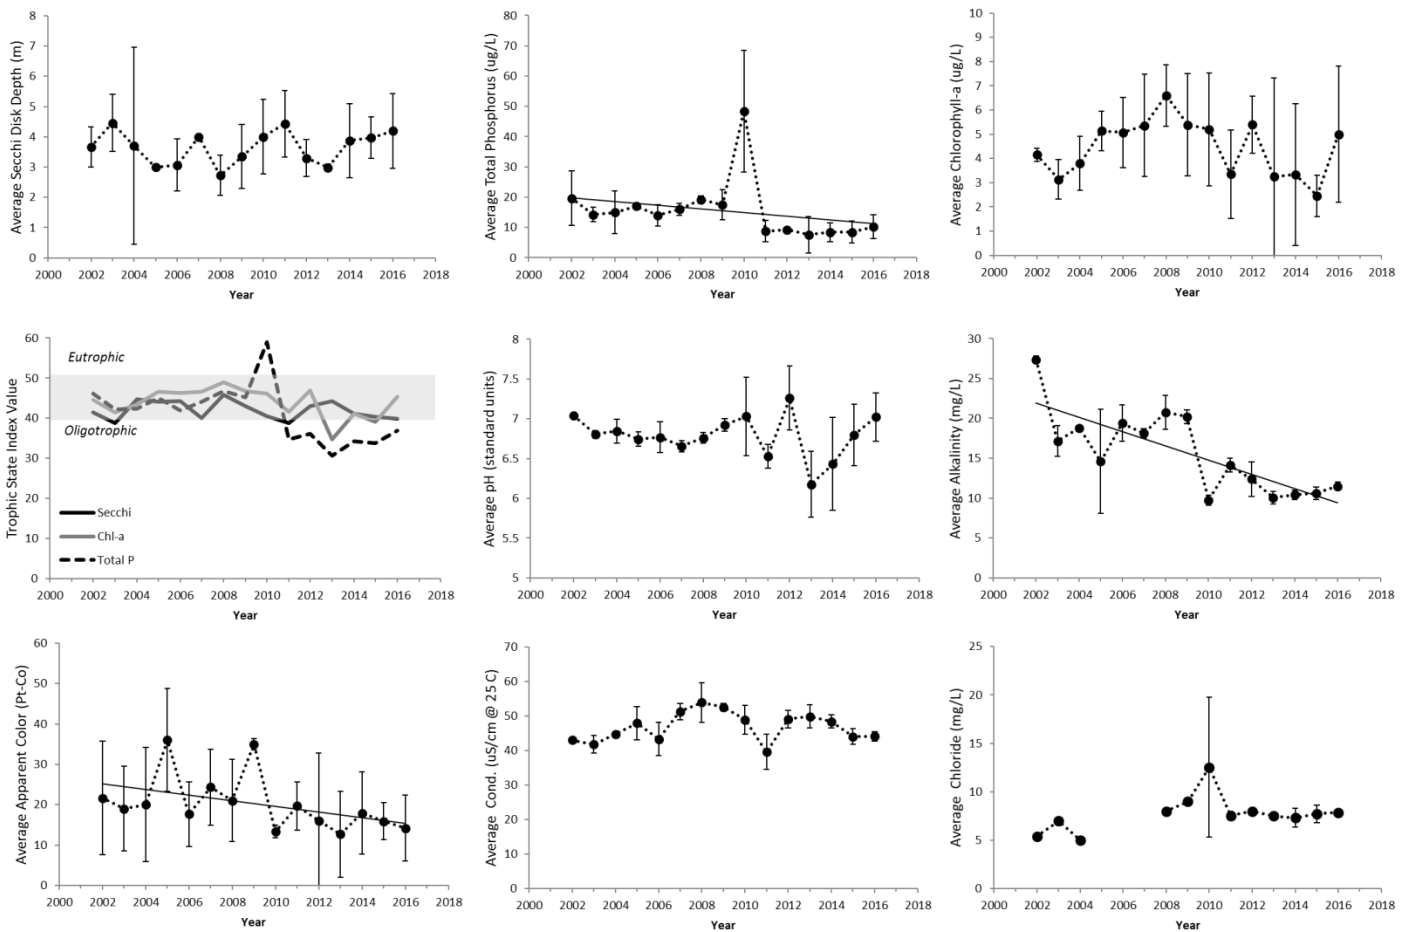 Average Secchi Disk Depth (m)
8
7
6
5
4
3
2
1
0
2000 2002 2004 2006 2008 2010 2012 2014 2016 2018
Year
Average Total Phosphorus (ug/L)
80
70
60
50
40
30
20
10
0
2000 2002 2004 2006 2008 2010 2012 2014 2016 2018
Year
Average Chlorophyll-a (ug/L)
10
9
8
7
6
5
4
3
2
1
0
2000 2002 2004 2006 2008 2010 2012 2014 2016 2018
Year
Trophic State Index Value
60
50
40
30
20
10
0
Eutrophic
Oligotrophic
Secchi
Chl-a
Total P
2000 2002 2004 2006 2008 2010 2012 2014 2016 2018
Year
Average pH (standard units)
8
7.5
7
6.5
6
5.5
5
2000 2002 2004 2006 2008 2010 2012 2014 2016 2018
Year
Average Alkalinity (mg/L)
30
25
20
15
10
5
0
2000 2002 2004 2006 2008 2010 2012 2014 2016 2018
Year
Average Apparent Color (Pt-Co)
60
50
40
30
20
10
0
2000 2002 2004 2006 2008 2010 2012 2014 2016 2018
Year
Average Cond. (uS/cm @ 25 C)
70
60
50
40
30
20
10
0
2000 2002 2004 2006 2008 2010 2012 2014 2016 2018
Year
Average Chloride (mg/L)
25
20
15
10
5
0
2000 2002 2004 2006 2008 2010 2012 2014 2016 2018
Year